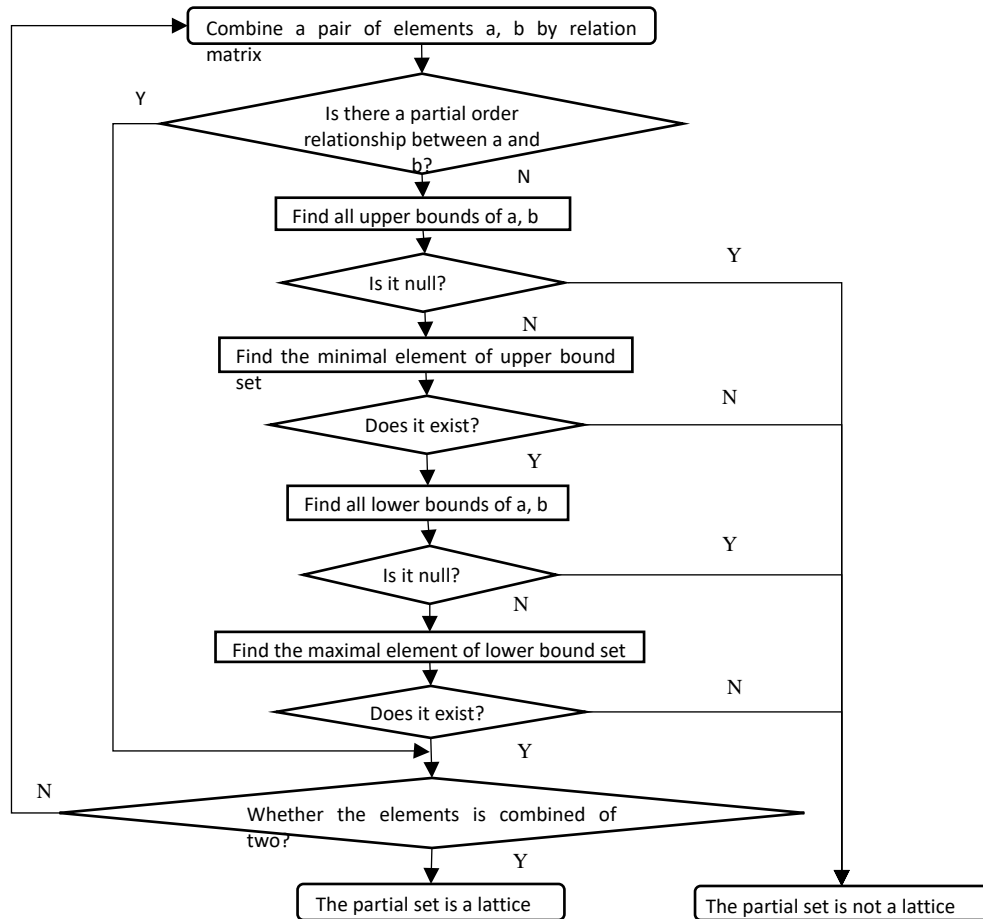 Combine a pair of elements a, b by relation
matrix
Y
Is there a partial order
relationship between a and
b?
N
Find all upper bounds of a, b
Y
Is it null?
N
Find the minimal element of upper bound
set
N
Does it exist?
Y
Find all lower bounds of a, b
Y
Is it null?
N
Find the maximal element of lower bound set
N
Does it exist?
Y
N
Whether the elements is combined of
two?
Y
The partial set is a lattice
The partial set is not a lattice